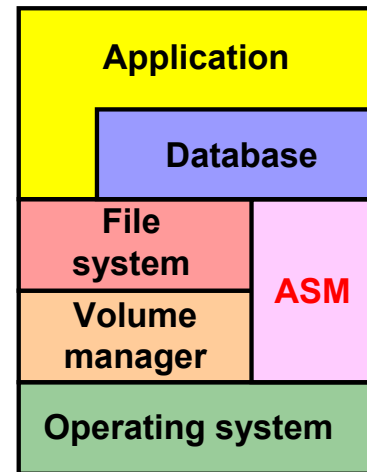 Application
Database
File
system
ASM
Volume
manager
Operating system